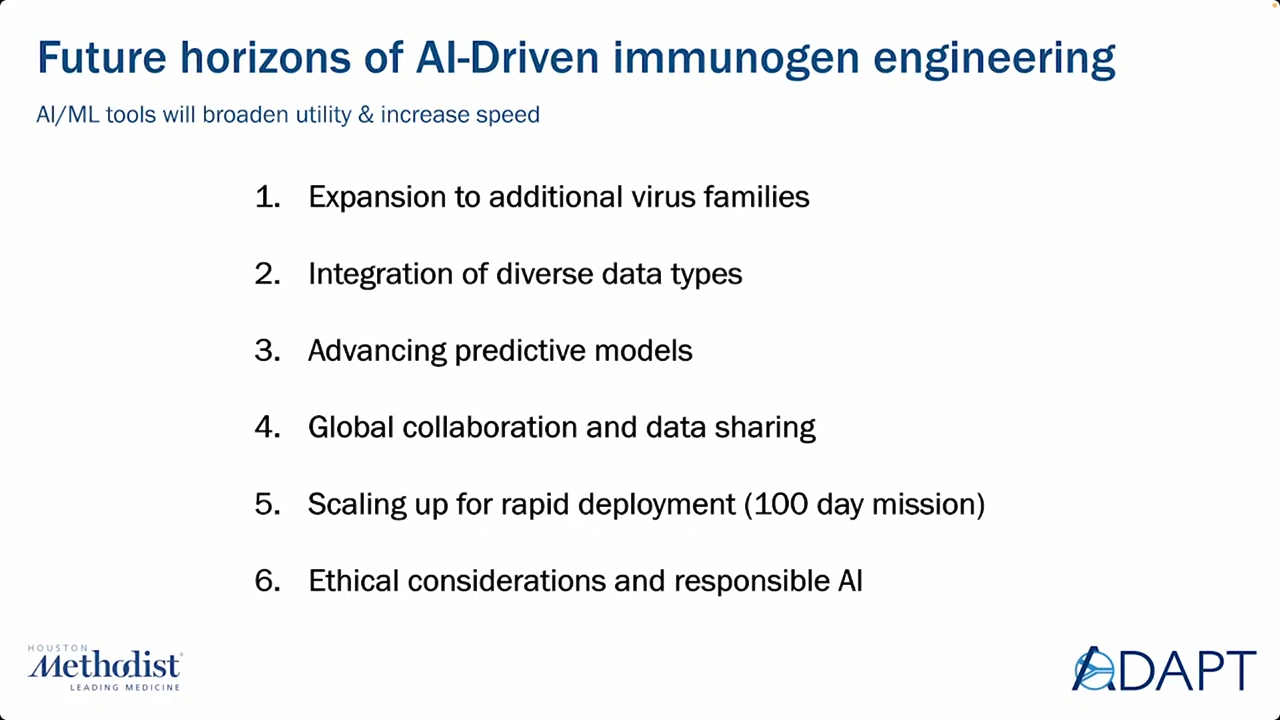 Future horizons of AI-Driven immunogen engineering
AI/ML tools will broaden utility & increase speed
1. Expansion to additional virus families
2. Integration of diverse data types
3. Advancing predictive models
4. Global collaboration and data sharing
5. Scaling up for rapid deployment (100 day mission)
6. Ethical considerations and responsible AI
HOUSTON
Methodist
LEADING MEDICINE
ADAPT